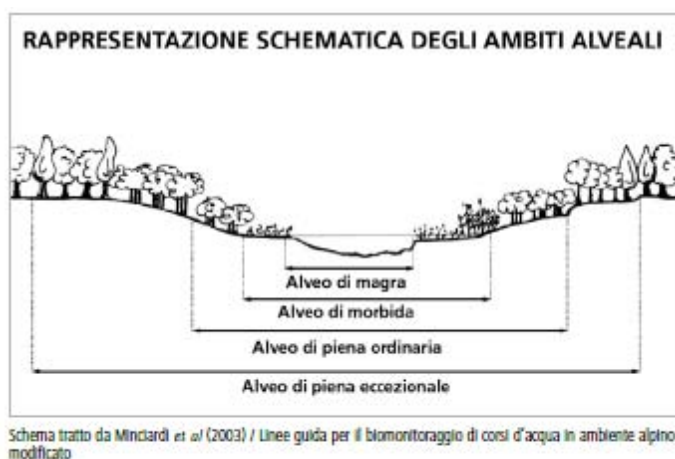 RAPPRESENTAZIONE SCHEMATICA DEGLI AMBITI ALVEALI
Alveo di magra
Alveo di morbida
Alveo di piena ordinaria
Alveo di piena eccezionale
Schema tratto da Minciardi et al (2003) / Linee guida per il biomonitoraggio di corsi d'acqua in ambiente alpino
modificato